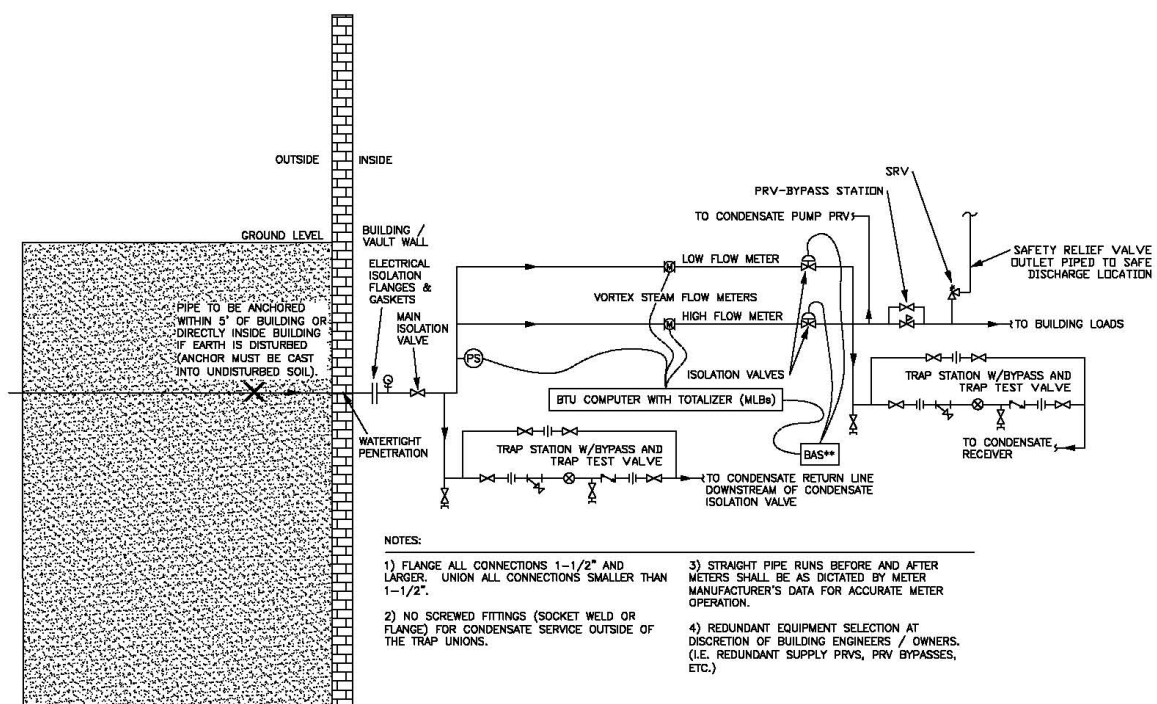 OUTSIDE
INSIDE
GROUND LEVEL
BUILDING /
VAULT WALL
ELECTRICAL
ISOLATION
FLANGES &
GASKETS
MAIN
ISOLATION
VALVE
PIPE TO BE ANCHORED
WITHIN 5' OF BUILDING OR
DIRECTLY INSIDE BUILDING
IF EARTH IS DISTURBED
(ANCHOR MUST BE CAST
INTO UNDISTURBED SOIL).
WATERTIGHT
PENETRATION
PS
SRV
PRV-BYPASS STATION
TO CONDENSATE PUMP PRV
LOW FLOW METER
M
VORTEX STEAM FLOW METERS
HIGH FLOW METER
M
SAFETY RELIEF VALVE
OUTLET PIPED TO SAFE
DISCHARGE LOCATION
TO BUILDING LOADS
ISOLATION VALVES
BTU COMPUTER WITH TOTALIZER (MLBs)
BAS**
TRAP STATION W/BYPASS AND
TRAP TEST VALVE
TO CONDENSATE
RECEIVER
TRAP STATION W/BYPASS AND
TRAP TEST VALVE
TO CONDENSATE RETURN LINE
DOWNSTREAM OF CONDENSATE
ISOLATION VALVE
NOTES:
1) FLANGE ALL CONNECTIONS 1-1/2" AND
LARGER. UNION ALL CONNECTIONS SMALLER THAN
1-1/2".
2) NO SCREWED FITTINGS (SOCKET WELD OR
FLANGE) FOR CONDENSATE SERVICE OUTSIDE OF
THE TRAP UNIONS.
3) STRAIGHT PIPE RUNS BEFORE AND AFTER
METERS SHALL BE AS DICTATED BY METER
MANUFACTURER'S DATA FOR ACCURATE METER
OPERATION.
4) REDUNDANT EQUIPMENT SELECTION AT
DISCRETION OF BUILDING ENGINEERS / OWNERS.
(I.E. REDUNDANT SUPPLY PRVS, PRV BYPASSES,
ETC.)